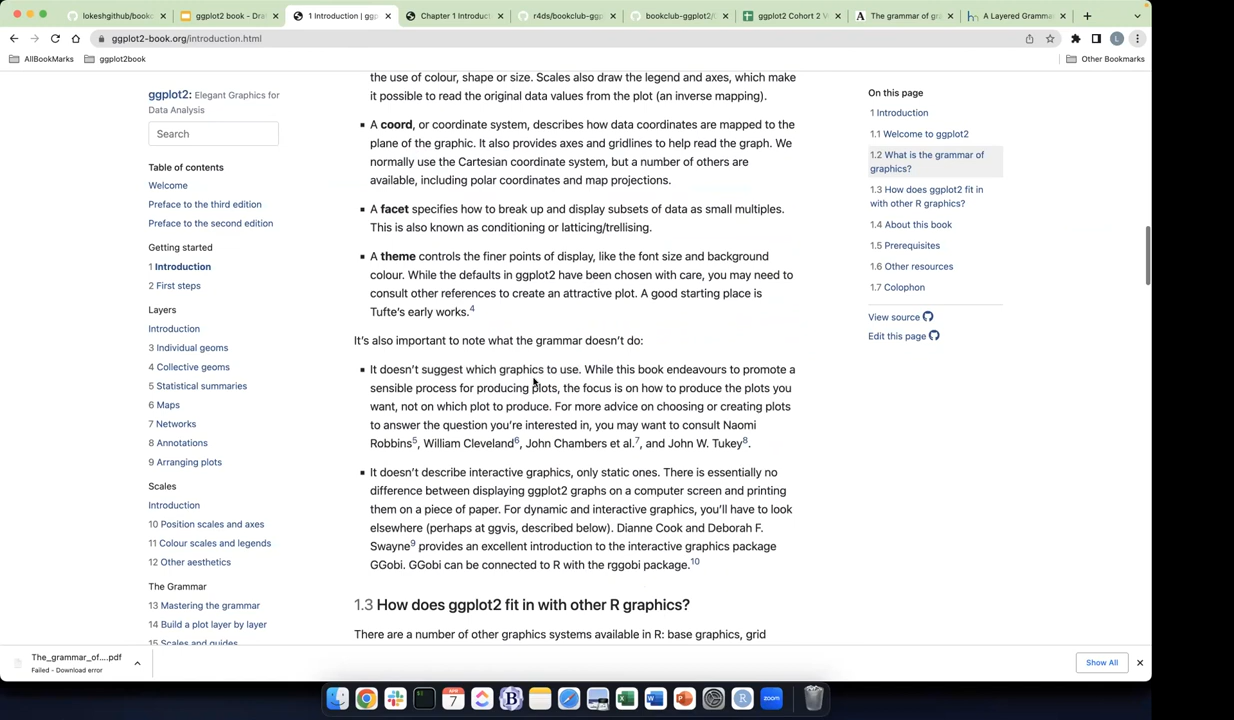 lokeshgithub/book
ggplot2 book - Dra
1 Introduction | ggp
Chapter 1 Introduct
r4ds/bookclub-ggp
bookclub-ggplot2/
ggplot2 Cohort 2 V
The grammar of gra
A Layered Gramma
ggplot2-book.org/introduction.html
L
AllBookMarks
ggplot2book
Other Bookmarks
ggplot2: Elegant Graphics for
Data Analysis
Search
Table of contents
Welcome
Preface to the third edition
Preface to the second edition
Getting started
1 Introduction
2 First steps
Layers
Introduction
3 Individual geoms
4 Collective geoms
5 Statistical summaries
6 Maps
7 Networks
8 Annotations
9 Arranging plots
Scales
Introduction
10 Position scales and axes
11 Colour scales and legends
12 Other aesthetics
The Grammar
13 Mastering the grammar
14 Build a plot layer by layer
15 Scales and guides
the use of colour, shape or size. Scales also draw the legend and axes, which make
it possible to read the original data values from the plot (an inverse mapping).
▪ A coord, or coordinate system, describes how data coordinates are mapped to the
plane of the graphic. It also provides axes and gridlines to help read the graph. We
normally use the Cartesian coordinate system, but a number of others are
available, including polar coordinates and map projections.
▪ A facet specifies how to break up and display subsets of data as small multiples.
This is also known as conditioning or latticing/trellising.
▪ A theme controls the finer points of display, like the font size and background
colour. While the defaults in ggplot2 have been chosen with care, you may need to
consult other references to create an attractive plot. A good starting place is
Tufte's early works.4
It's also important to note what the grammar doesn't do:
▪ It doesn't suggest which graphics to use. While this book endeavours to promote a
sensible process for producing plots, the focus is on how to produce the plots you
want, not on which plot to produce. For more advice on choosing or creating plots
to answer the question you're interested in, you may want to consult Naomi
Robbins5, William Cleveland6, John Chambers et al.7, and John W. Tukey8.
▪ It doesn't describe interactive graphics, only static ones. There is essentially no
difference between displaying ggplot2 graphs on a computer screen and printing
them on a piece of paper. For dynamic and interactive graphics, you'll have to look
elsewhere (perhaps at ggvis, described below). Dianne Cook and Deborah F.
Swayne9 provides an excellent introduction to the interactive graphics package
GGobi. GGobi can be connected to R with the rggobi package.10
1.3 How does ggplot2 fit in with other R graphics?
There are a number of other graphics systems available in R: base graphics, grid
On this page
1 Introduction
1.1 Welcome to ggplot2
1.2 What is the grammar of
graphics?
1.3 How does ggplot2 fit in
with other R graphics?
1.4 About this book
1.5 Prerequisites
1.6 Other resources
1.7 Colophon
View source
Edit this page
The_grammar_of....pdf
Failed - Download error
Show All
APR
7
B
W
P
R
zoom